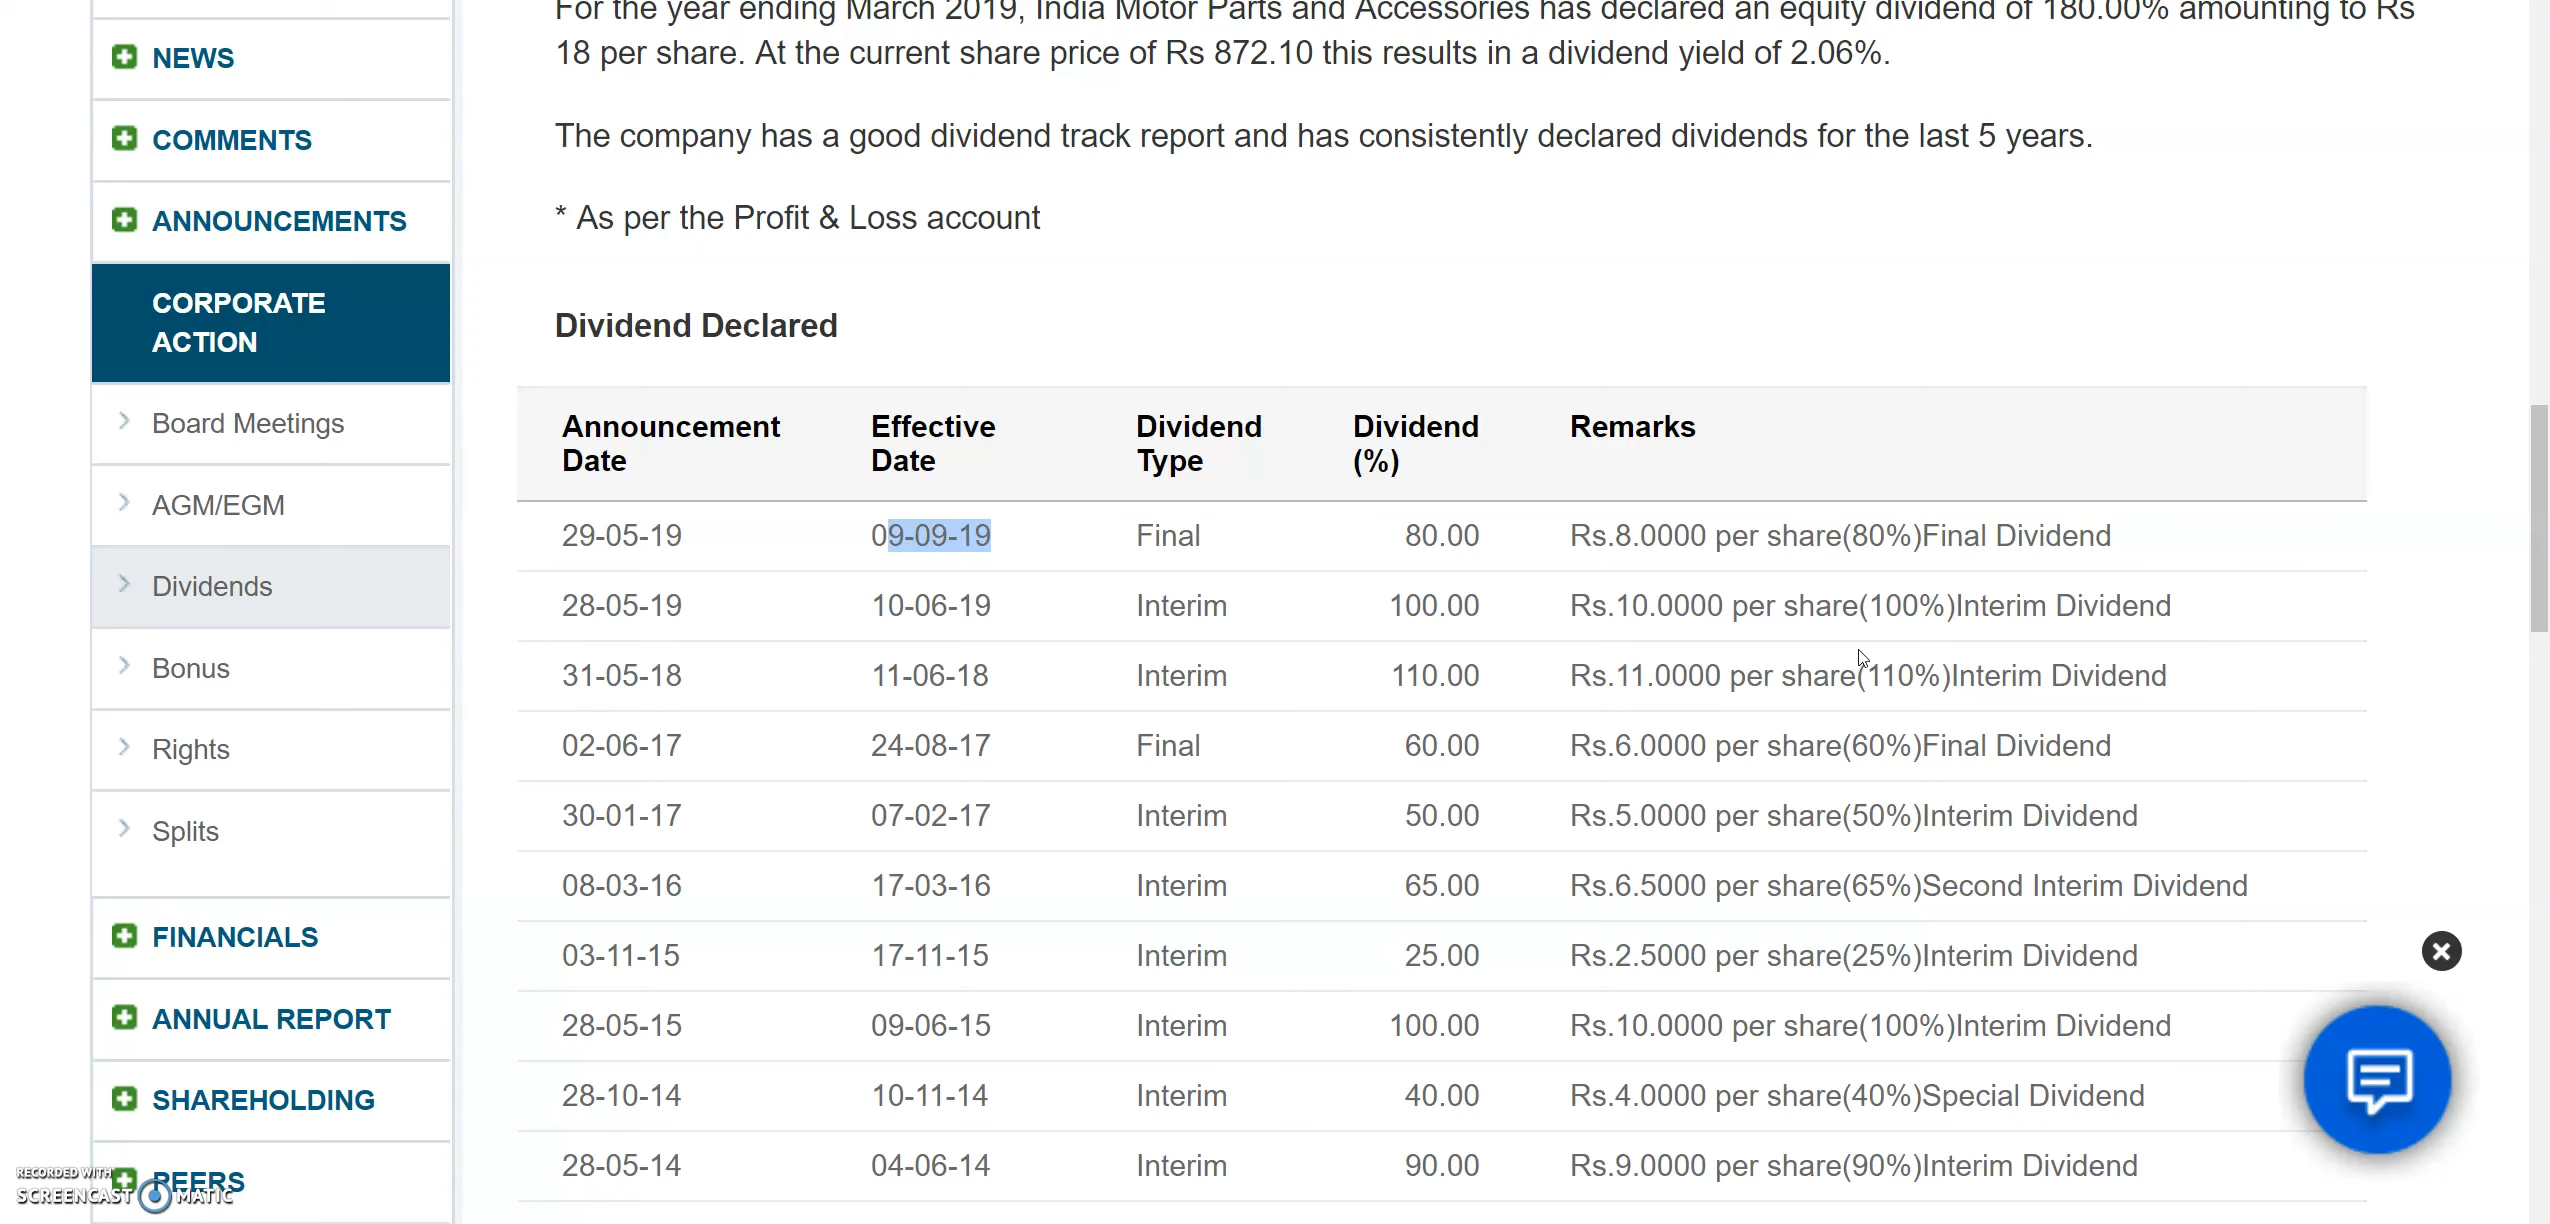 NEWS
COMMENTS
ANNOUNCEMENTS
CORPORATE
ACTION
Board Meetings
AGM/EGM
Dividends
Bonus
Rights
Splits
FINANCIALS
ANNUAL REPORT
SHAREHOLDING
PEERS
For the year ending March 2019, India Motor Parts and Accessories has declared an equity dividend of 180.00% amounting to Rs
18 per share. At the current share price of Rs 872.10 this results in a dividend yield of 2.06%.
The company has a good dividend track report and has consistently declared dividends for the last 5 years.
* As per the Profit & Loss account
Dividend Declared
Announcement Date Effective Date Dividend Type Dividend (%) Remarks
29-05-19 09-09-19 Final 80.00 Rs.8.0000 per share(80%)Final Dividend
28-05-19 10-06-19 Interim 100.00 Rs.10.0000 per share(100%)Interim Dividend
31-05-18 11-06-18 Interim 110.00 Rs.11.0000 per share(110%)Interim Dividend
02-06-17 24-08-17 Final 60.00 Rs.6.0000 per share(60%)Final Dividend
30-01-17 07-02-17 Interim 50.00 Rs.5.0000 per share(50%)Interim Dividend
08-03-16 17-03-16 Interim 65.00 Rs.6.5000 per share(65%)Second Interim Dividend
03-11-15 17-11-15 Interim 25.00 Rs.2.5000 per share(25%)Interim Dividend
28-05-15 09-06-15 Interim 100.00 Rs.10.0000 per share(100%)Interim Dividend
28-10-14 10-11-14 Interim 40.00 Rs.4.0000 per share(40%)Special Dividend
28-05-14 04-06-14 Interim 90.00 Rs.9.0000 per share(90%)Interim Dividend
RECORDED WITH
SCREENCAST MATIC